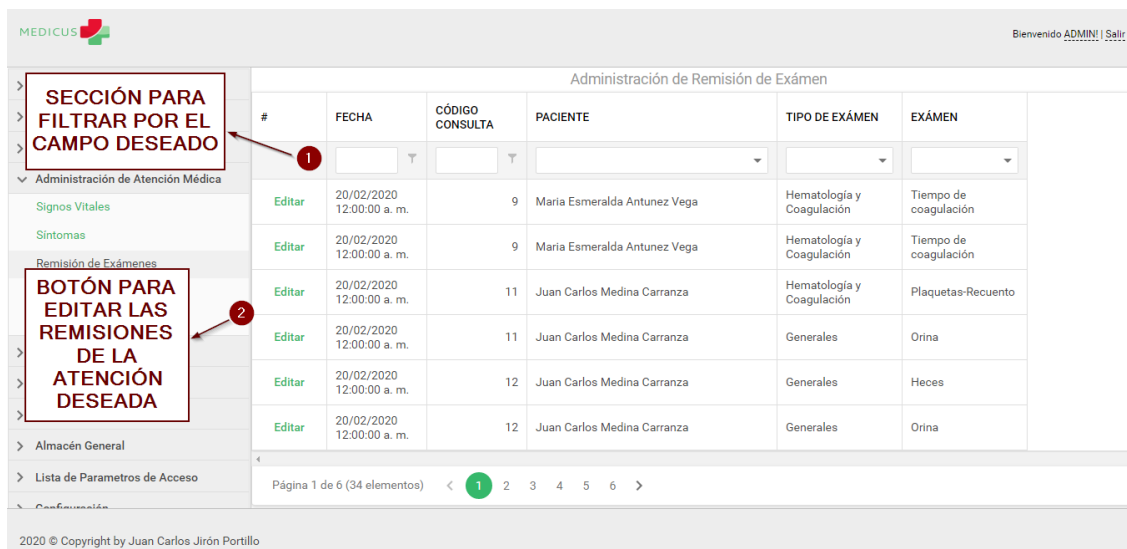 MEDICUS
Bienvenido ADMIN! | Salir
SECCIÓN PARA
FILTRAR POR EL
CAMPO DESEADO
1
Administración de Atención Médica
Signos Vitales
Síntomas
Remisión de Exámenes
BOTÓN PARA
EDITAR LAS
REMISIONES
DE LA
ATENCIÓN
DESEADA
2
Almacén General
Lista de Parametros de Acceso
Configuración
Administración de Remisión de Exámen
# FECHA CÓDIGO CONSULTA PACIENTE TIPO DE EXÁMEN EXÁMEN
Editar 20/02/2020 12:00:00 a. m. 9 Maria Esmeralda Antunez Vega Hematología y Coagulación Tiempo de coagulación
Editar 20/02/2020 12:00:00 a. m. 9 Maria Esmeralda Antunez Vega Hematología y Coagulación Tiempo de coagulación
Editar 20/02/2020 12:00:00 a. m. 11 Juan Carlos Medina Carranza Hematología y Coagulación Plaquetas-Recuento
Editar 20/02/2020 12:00:00 a. m. 11 Juan Carlos Medina Carranza Generales Orina
Editar 20/02/2020 12:00:00 a. m. 12 Juan Carlos Medina Carranza Generales Heces
Editar 20/02/2020 12:00:00 a. m. 12 Juan Carlos Medina Carranza Generales Orina
Página 1 de 6 (34 elementos) < 1 2 3 4 5 6 >
2020 © Copyright by Juan Carlos Jirón Portillo